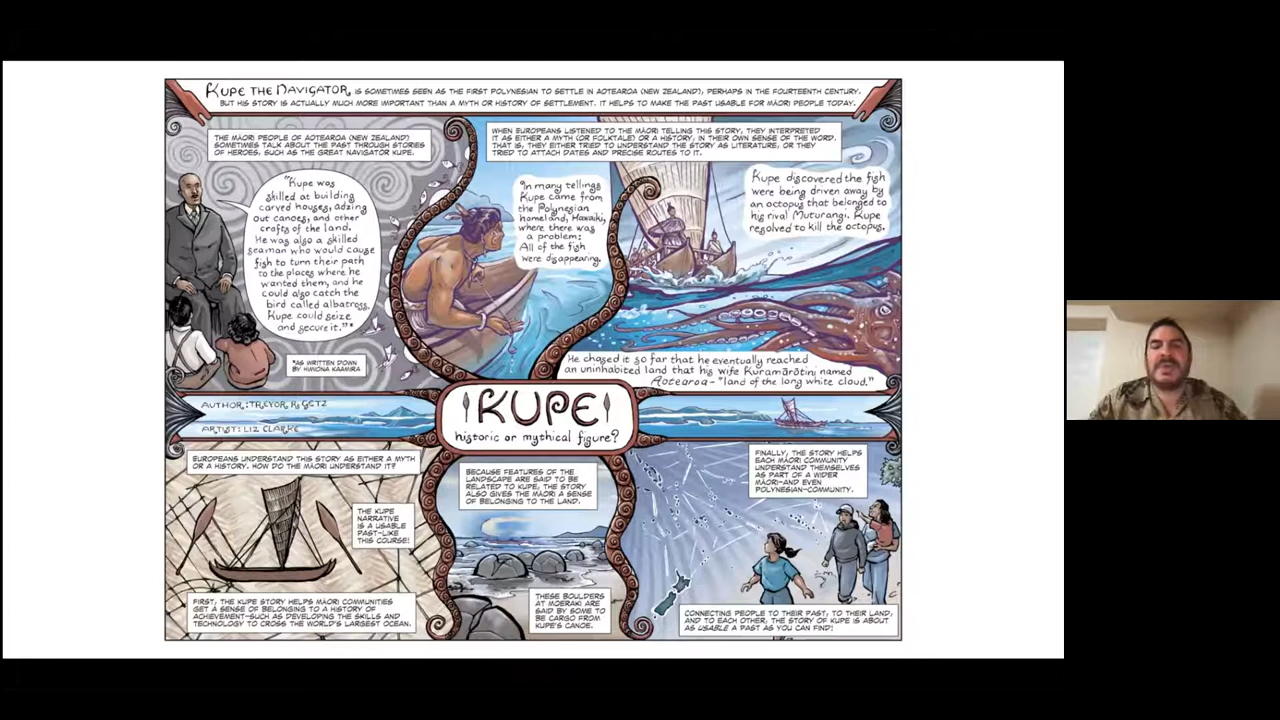 KUPE THE NAVIGATOR IS SOMETIMES SEEN AS THE FIRST POLYNESIAN TO SETTLE IN AOTEAROA (NEW ZEALAND), PERHAPS IN THE FOURTEENTH CENTURY.
BUT HIS STORY IS ACTUALLY MUCH MORE IMPORTANT THAN A MYTH OR HISTORY OF SETTLEMENT. IT HELPS TO MAKE THE PAST USABLE FOR MĀORI PEOPLE TODAY.
THE MĀORI PEOPLE OF AOTEAROA (NEW ZEALAND)
SOMETIMES TALK ABOUT THE PAST THROUGH STORIES
OF HEROES, SUCH AS THE GREAT NAVIGATOR KUPE.
"Kupe was
skilled at building
carved houses, adzing
out canoes, and other
crafts of the land.
He was also a skilled
seaman who would cause
fish to turn their path
to the places where he
wanted them, and he
could also catch the
bird called albatross.
Kupe could seize
and secure it."*
*AS WRITTEN DOWN
BY HIMIONA KAAMIRA
WHEN EUROPEANS LISTENED TO THE MĀORI TELLING THIS STORY, THEY INTERPRETED
IT AS EITHER A MYTH (OR FOLKTALE) OR A HISTORY, IN THEIR OWN SENSE OF THE WORD.
THAT IS, THEY EITHER TRIED TO UNDERSTAND THE STORY AS LITERATURE, OR THEY
TRIED TO ATTACH DATES AND PRECISE ROUTES TO IT.
"In many tellings
Kupe came from
the Polynesian
homeland, Hawaiki,
where there was
a problem:
All of the fish
were disappearing.
Kupe discovered the fish
were being driven away by
an octopus that belonged to
his rival Muturangi. Kupe
resolved to kill the octopus.
He chased it so far that he eventually reached
an uninhabited land that his wife Kuramārōtini named
Aotearoa - "land of the long white cloud."
AUTHOR: TREVOR R. GETZ
ARTIST: LIZ CLARKE
KUPE
historic or mythical figure?
EUROPEANS UNDERSTAND THIS STORY AS EITHER A MYTH
OR A HISTORY. HOW DO THE MĀORI UNDERSTAND IT?
THE KUPE
NARRATIVE
IS A USABLE
PAST-LIKE
THIS COURSE!
FIRST, THE KUPE STORY HELPS MĀORI COMMUNITIES
GET A SENSE OF BELONGING TO A HISTORY OF
ACHIEVEMENT-SUCH AS DEVELOPING THE SKILLS AND
TECHNOLOGY TO CROSS THE WORLD'S LARGEST OCEAN.
BECAUSE FEATURES OF THE
LANDSCAPE ARE SAID TO BE
RELATED TO KUPE, THE STORY
ALSO GIVES THE MĀORI A SENSE
OF BELONGING TO THE LAND.
THESE BOULDERS
AT MOERAKI ARE
SAID BY SOME TO
BE CARGO FROM
KUPE'S CANOE.
FINALLY, THE STORY HELPS
EACH MĀORI COMMUNITY
UNDERSTAND THEMSELVES
AS PART OF A WIDER
MĀORI-AND EVEN
POLYNESIAN-COMMUNITY.
CONNECTING PEOPLE TO THEIR PAST, TO THEIR LAND,
AND TO EACH OTHER, THE STORY OF KUPE IS ABOUT
AS USABLE A PAST AS YOU CAN FIND!